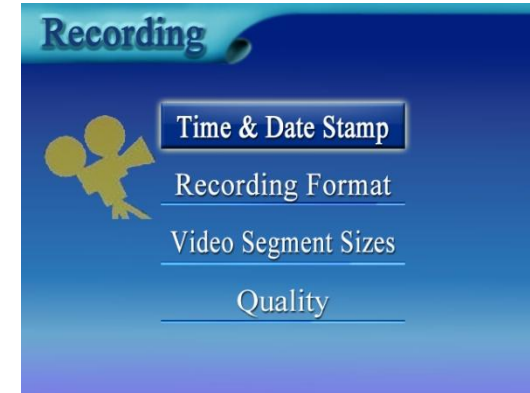 Recording
Time & Date Stamp
Recording Format
Video Segment Sizes
Quality